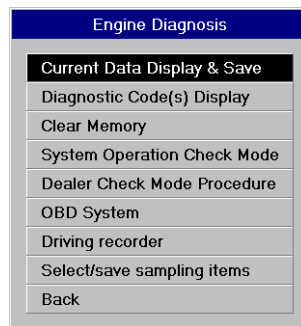 Engine Diagnosis
Current Data Display & Save
Diagnostic Code(s) Display
Clear Memory
System Operation Check Mode
Dealer Check Mode Procedure
OBD System
Driving recorder
Select/save sampling items
Back